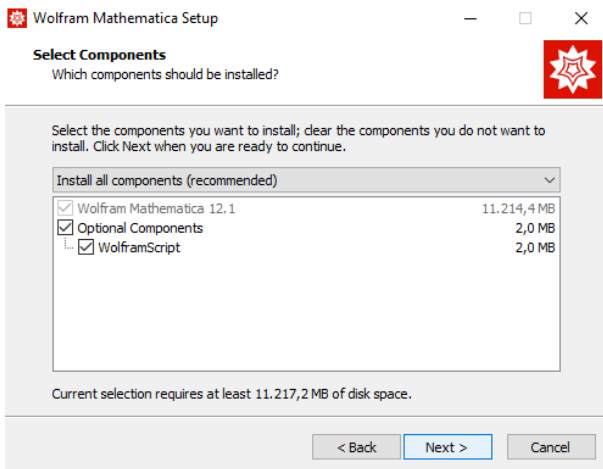 Wolfram Mathematica Setup
Select Components
Which components should be installed?
Select the components you want to install; clear the components you do not want to
install. Click Next when you are ready to continue.
Install all components (recommended)
Wolfram Mathematica 12.1 11.214,4 MB
Optional Components 2,0 MB
WolframScript 2,0 MB
Current selection requires at least 11.217,2 MB of disk space.
< Back Next > Cancel